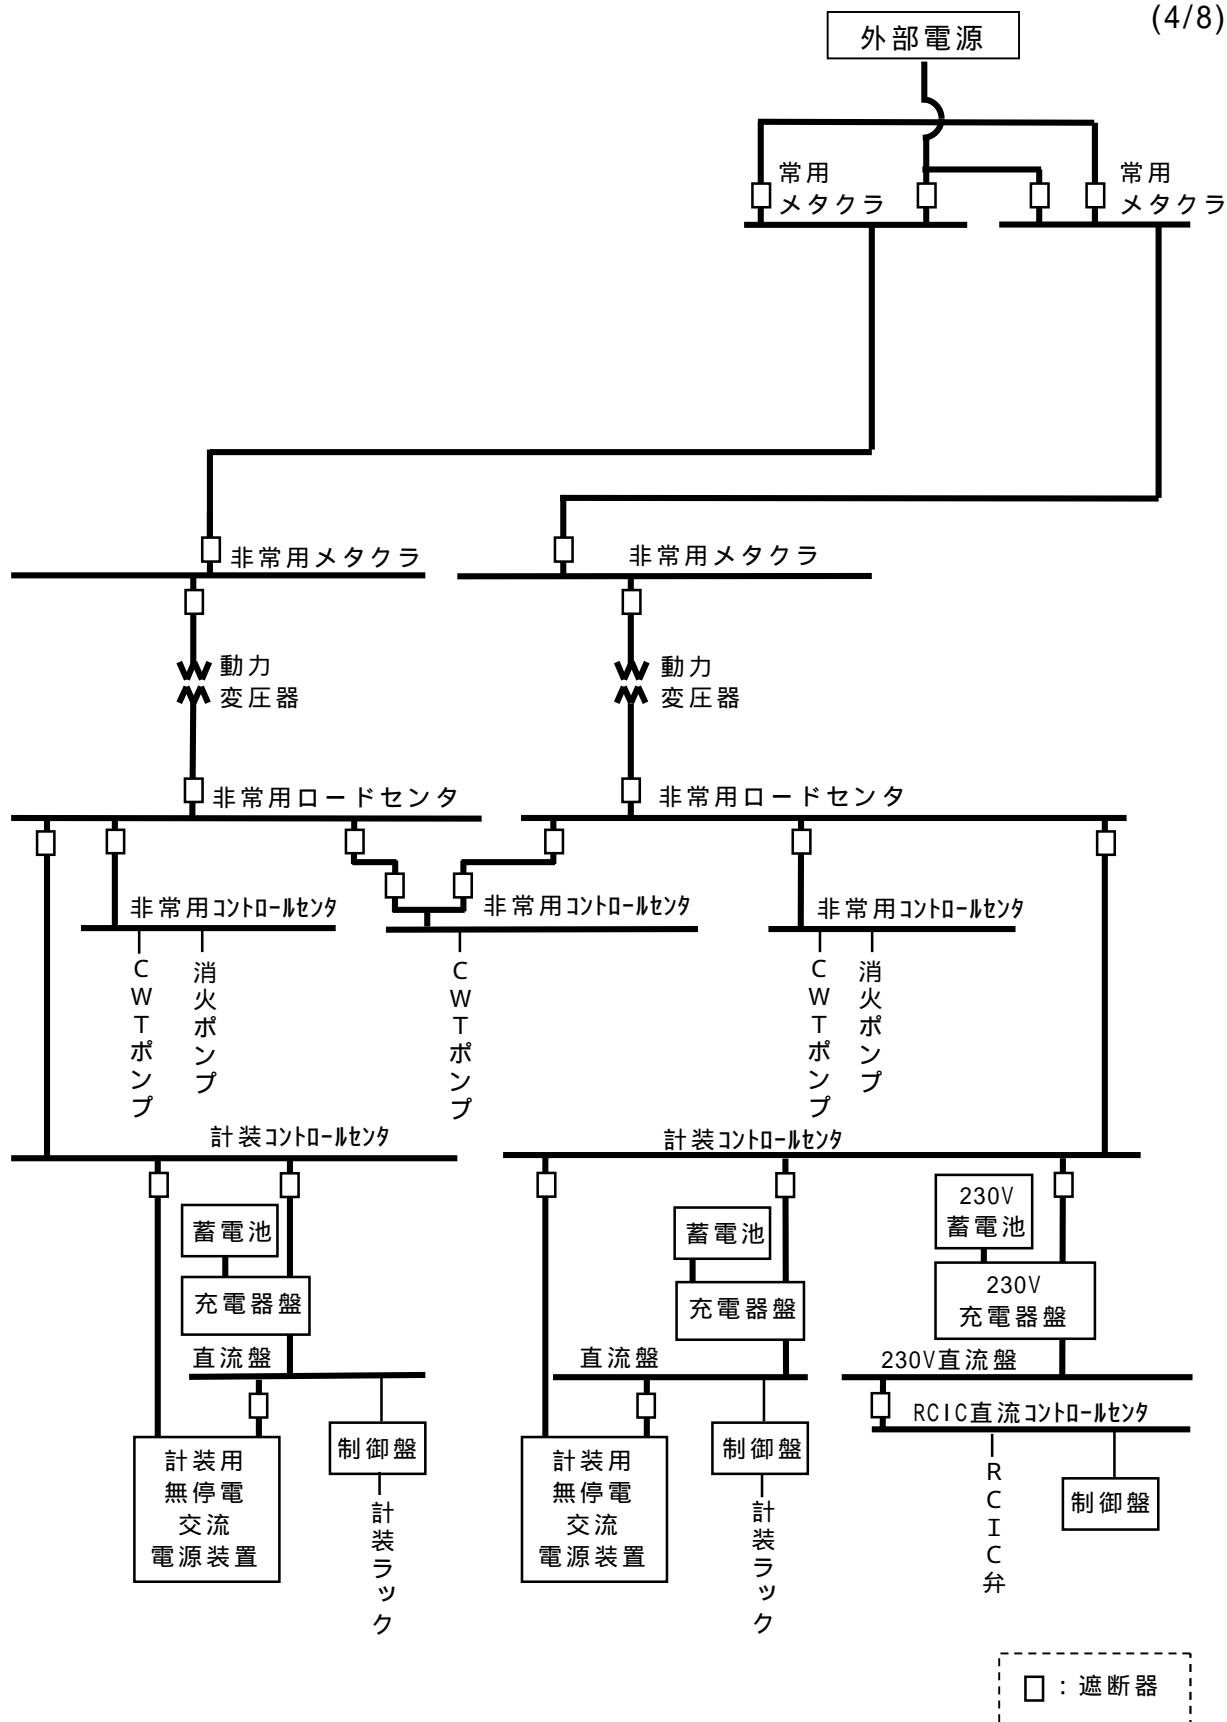 (4/8)
外部電源
常用
メタクラ
常用
メタクラ
非常用メタクラ
非常用メタクラ
動力
変圧器
動力
変圧器
非常用ロードセンタ
非常用ロードセンタ
非常用コントロールセンタ
非常用コントロールセンタ
非常用コントロールセンタ
CWTポンプ
消火ポンプ
CWTポンプ
CWTポンプ
消火ポンプ
計装コントロールセンタ
計装コントロールセンタ
蓄電池
充電器盤
直流盤
蓄電池
充電器盤
直流盤
230V
蓄電池
230V
充電器盤
230V直流盤
RCIC直流コントロールセンタ
計装用
無停電
交流
電源装置
制御盤
計装ラック
計装用
無停電
交流
電源装置
制御盤
計装ラック
RCIC弁
制御盤
：遮断器